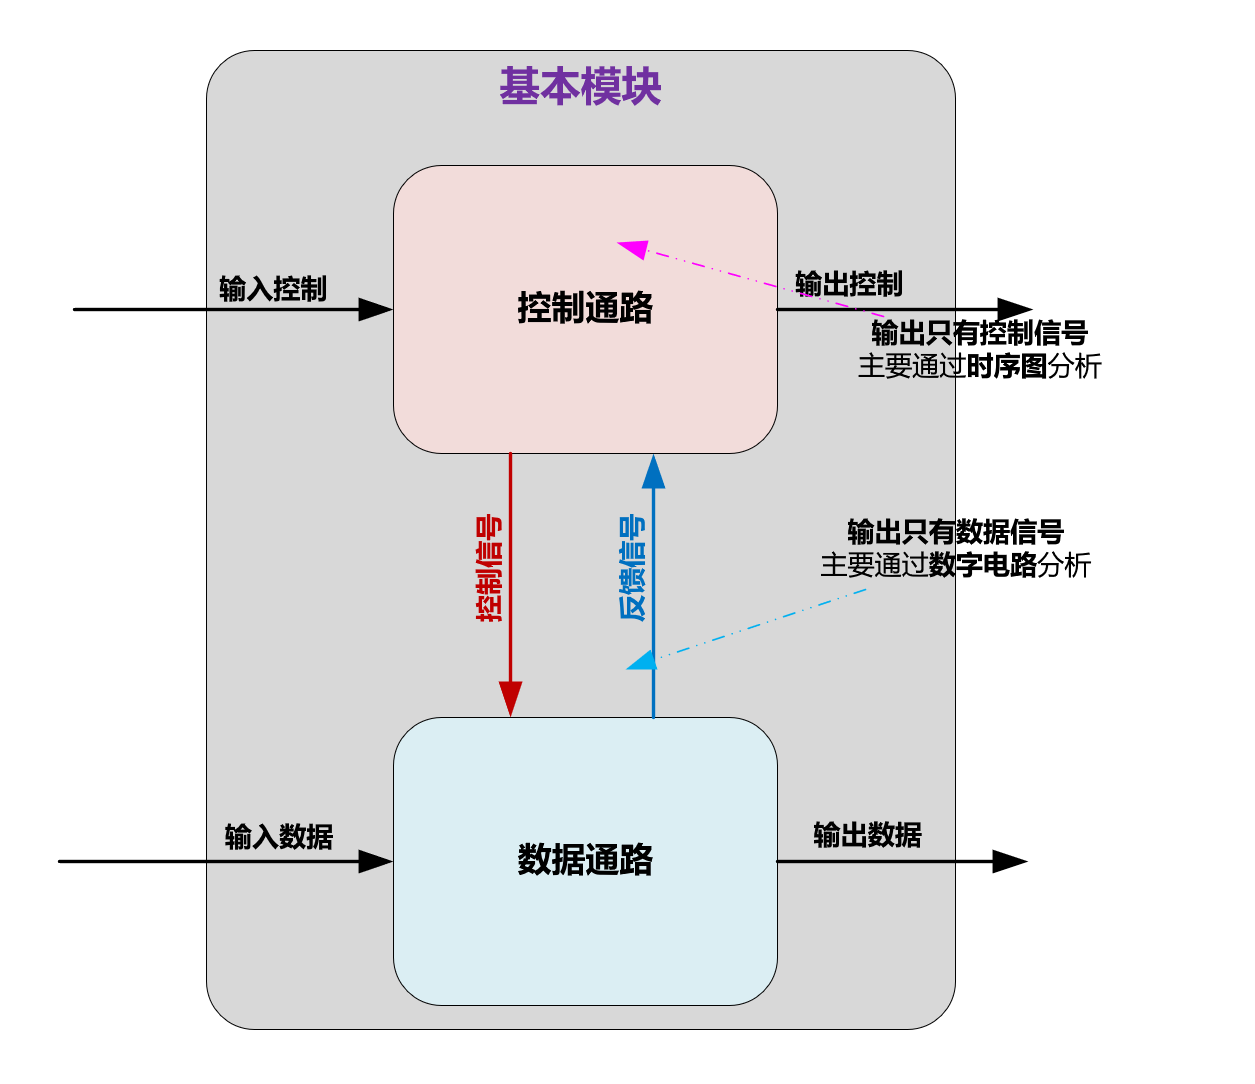 基本模块
输入控制
控制通路
输出控制
输出只有控制信号
主要通过时序图分析
控制信号
反馈信号
输出只有数据信号
主要通过数字电路分析
输入数据
数据通路
输出数据